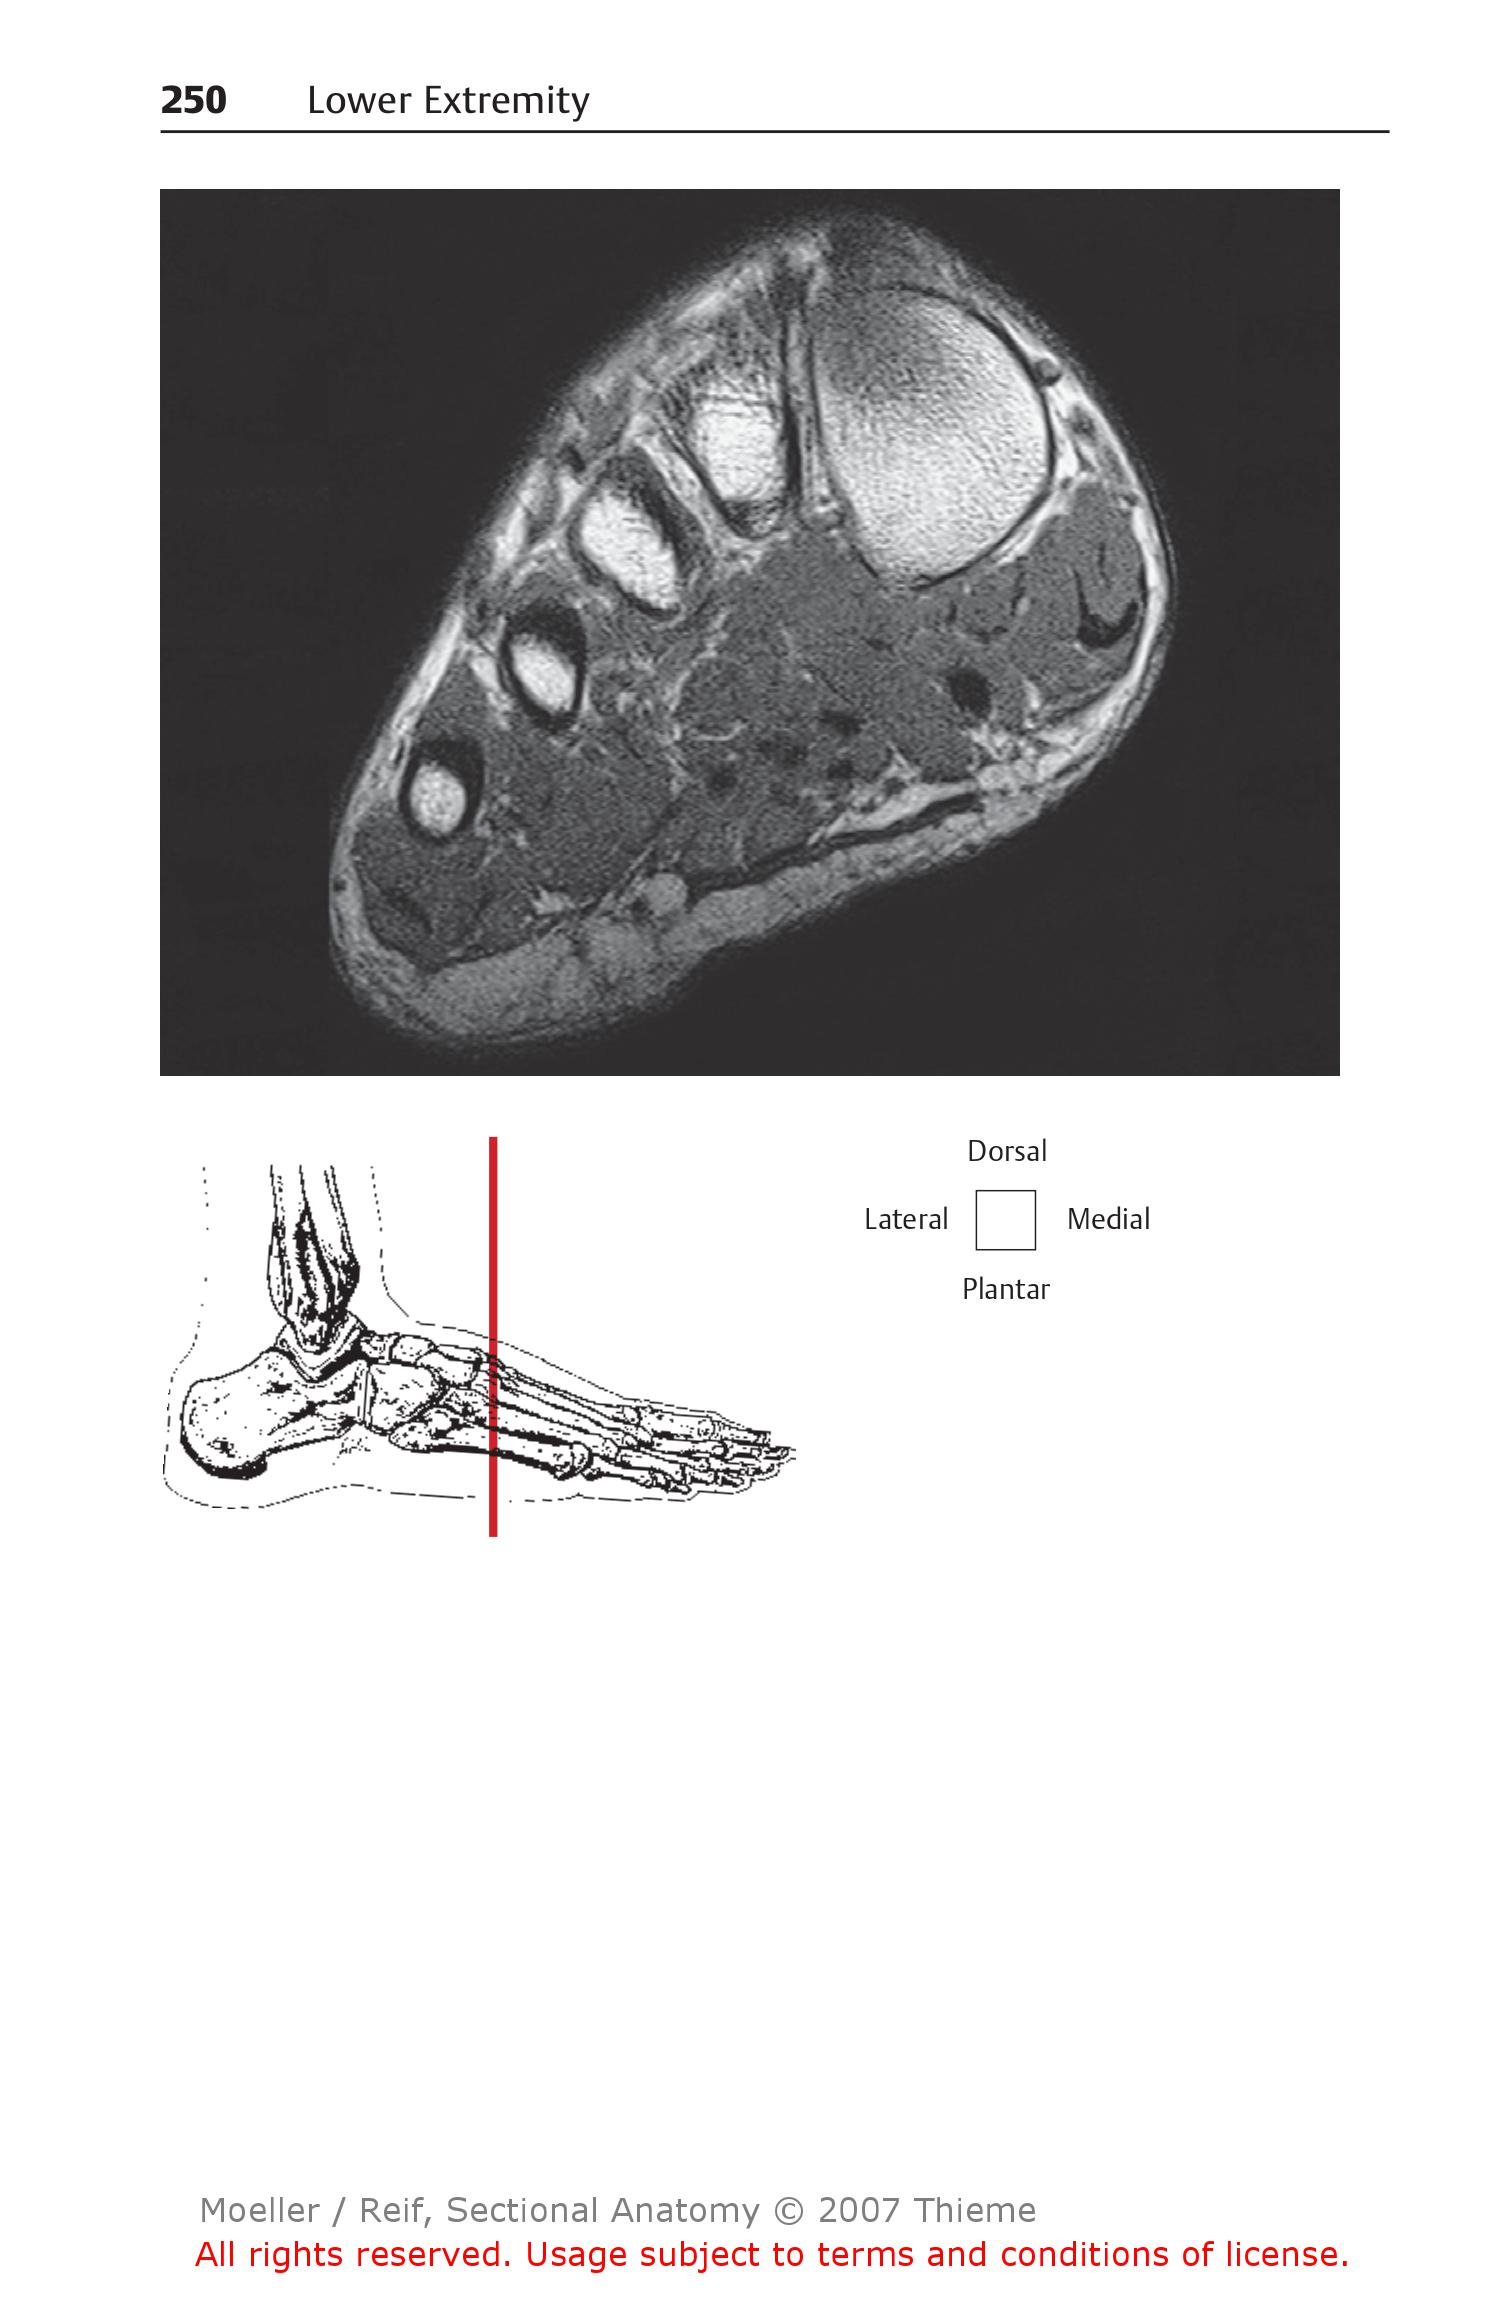 250 Lower Extremity
Dorsal
Lateral Medial
Plantar
Moeller / Reif, Sectional Anatomy © 2007 Thieme
All rights reserved. Usage subject to terms and conditions of license.